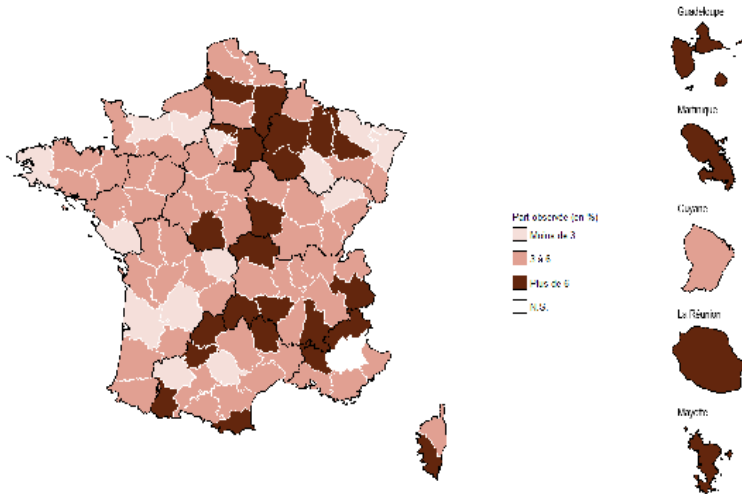 Guadeloupe
Martinique
Guyane
La Réunion
Mayotte
Part observée (en %)
Moins de 3
3 à 6
Plus de 6
N.S.